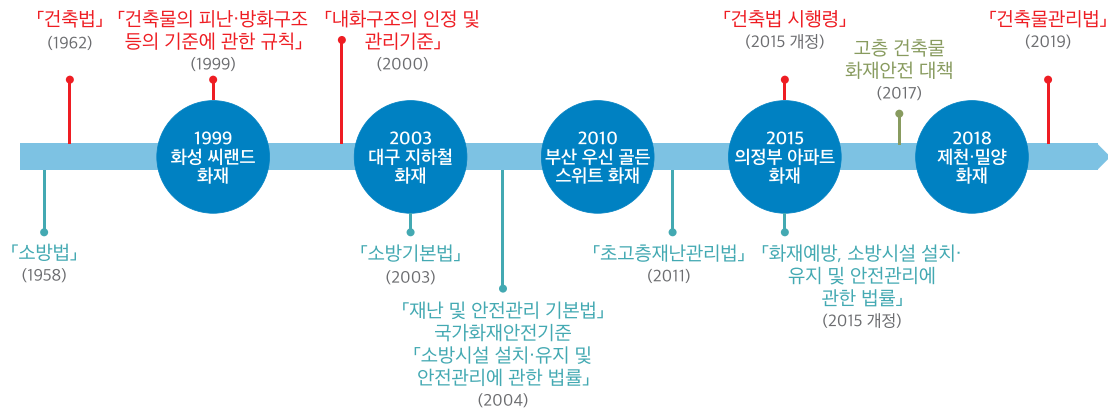 「건축법」
(1962)
「건축물의 피난·방화구조
등의 기준에 관한 규칙」
(1999)
「내화구조의 인정 및
관리기준」
(2000)
「건축법 시행령」
(2015 개정)
고층 건축물
화재안전 대책
(2017)
「건축물관리법」
(2019)
1999
화성 씨랜드
화재
2003
대구 지하철
화재
2010
부산 우신 골든
스위트 화재
2015
의정부 아파트
화재
2018
제천·밀양
화재
「소방법」
(1958)
「소방기본법」
(2003)
「재난 및 안전관리 기본법」
국가화재안전기준
「소방시설 설치·유지 및
안전관리에 관한 법률」
(2004)
「초고층재난관리법」
(2011)
「화재예방, 소방시설 설치·
유지 및 안전관리에
관한 법률」
(2015 개정)